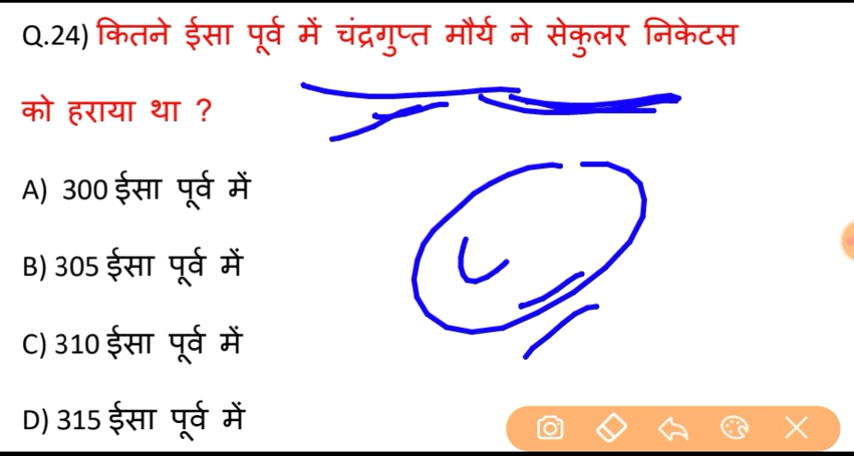 Q.24) कितने ईसा पूर्व में चंद्रगुप्त मौर्य ने सेकुलर निकेटस
को हराया था ?
A) 300 ईसा पूर्व में
B) 305 ईसा पूर्व में
C) 310 ईसा पूर्व में
D) 315 ईसा पूर्व में